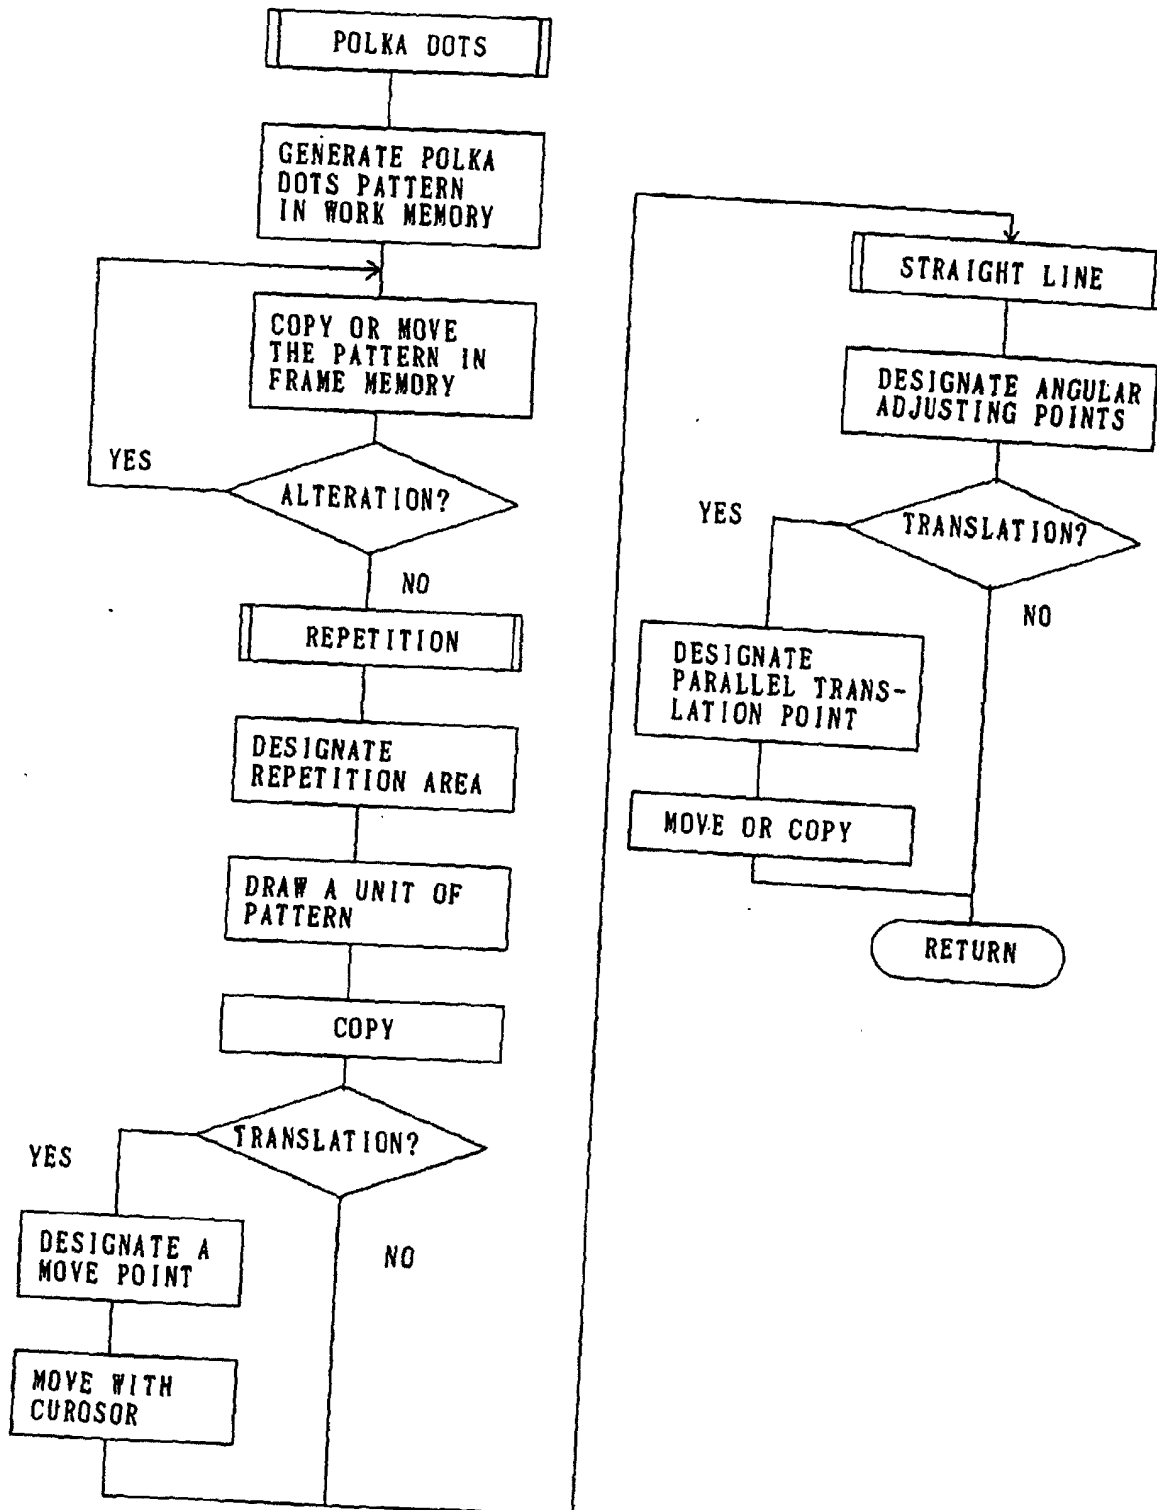 POLKA DOTS
GENERATE POLKA
DOTS PATTERN
IN WORK MEMORY
COPY OR MOVE
THE PATTERN IN
FRAME MEMORY
YES
ALTERATION?
NO
REPETITION
DESIGNATE
REPETITION AREA
DRAW A UNIT OF
PATTERN
COPY
TRANSLATION?
YES
NO
DESIGNATE A
MOVE POINT
MOVE WITH
CUROSOR
STRAIGHT LINE
DESIGNATE ANGULAR
ADJUSTING POINTS
YES
TRANSLATION?
NO
DESIGNATE
PARALLEL TRANS-
LATION POINT
MOVE OR COPY
RETURN